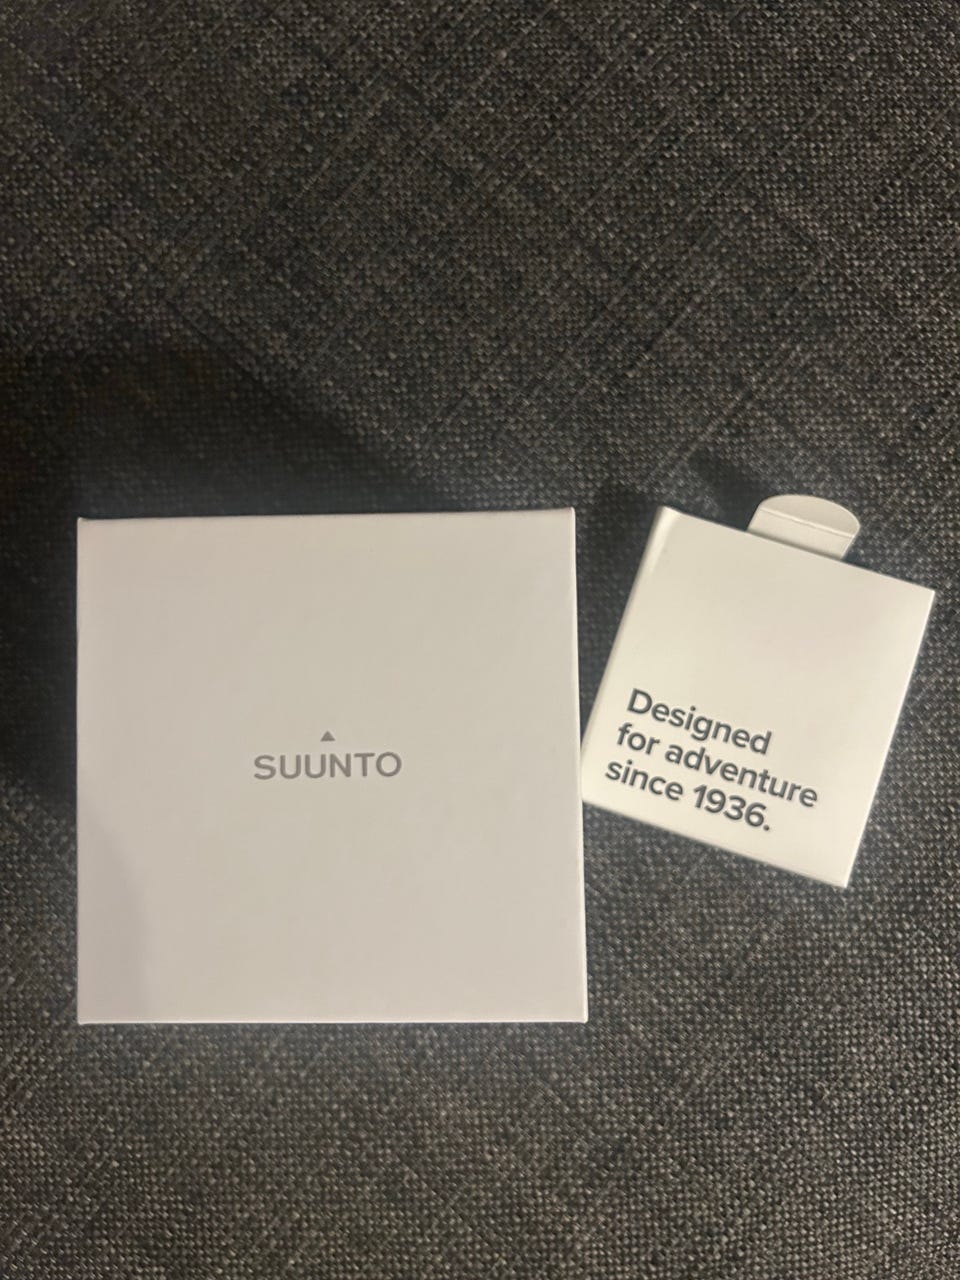 SUUNTO
Designed
for adventure
since 1936.